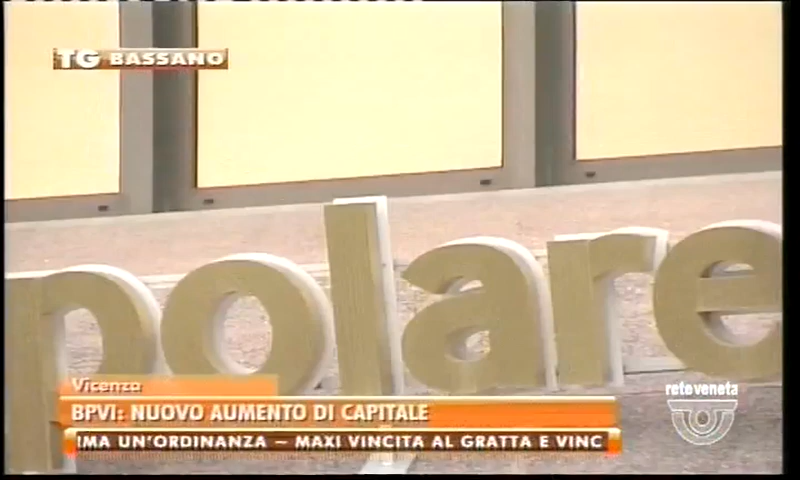 TG BASSANO
polare
Vicenza
BPVI: NUOVO AUMENTO DI CAPITALE
IMA UN'ORDINANZA – MAXI VINCITA AL GRATTA E VINC
reteveneta